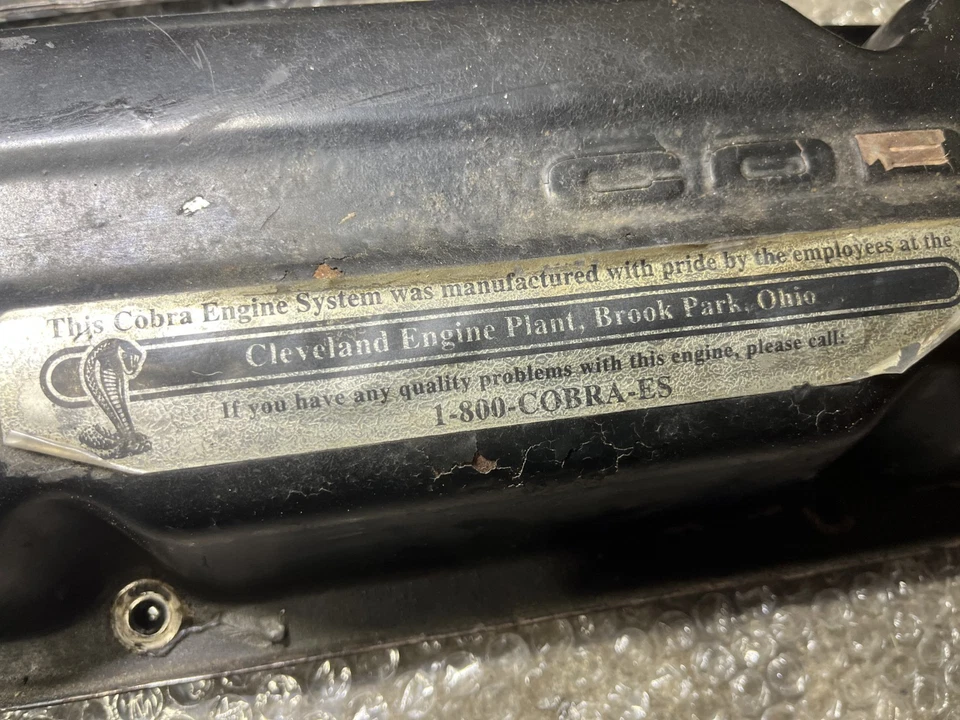 COB
This Cobra Engine System was manufactured with pride by the employees at the
Cleveland Engine Plant, Brook Park, Ohio
If you have any quality problems with this engine, please call:
1-800-COBRA-ES